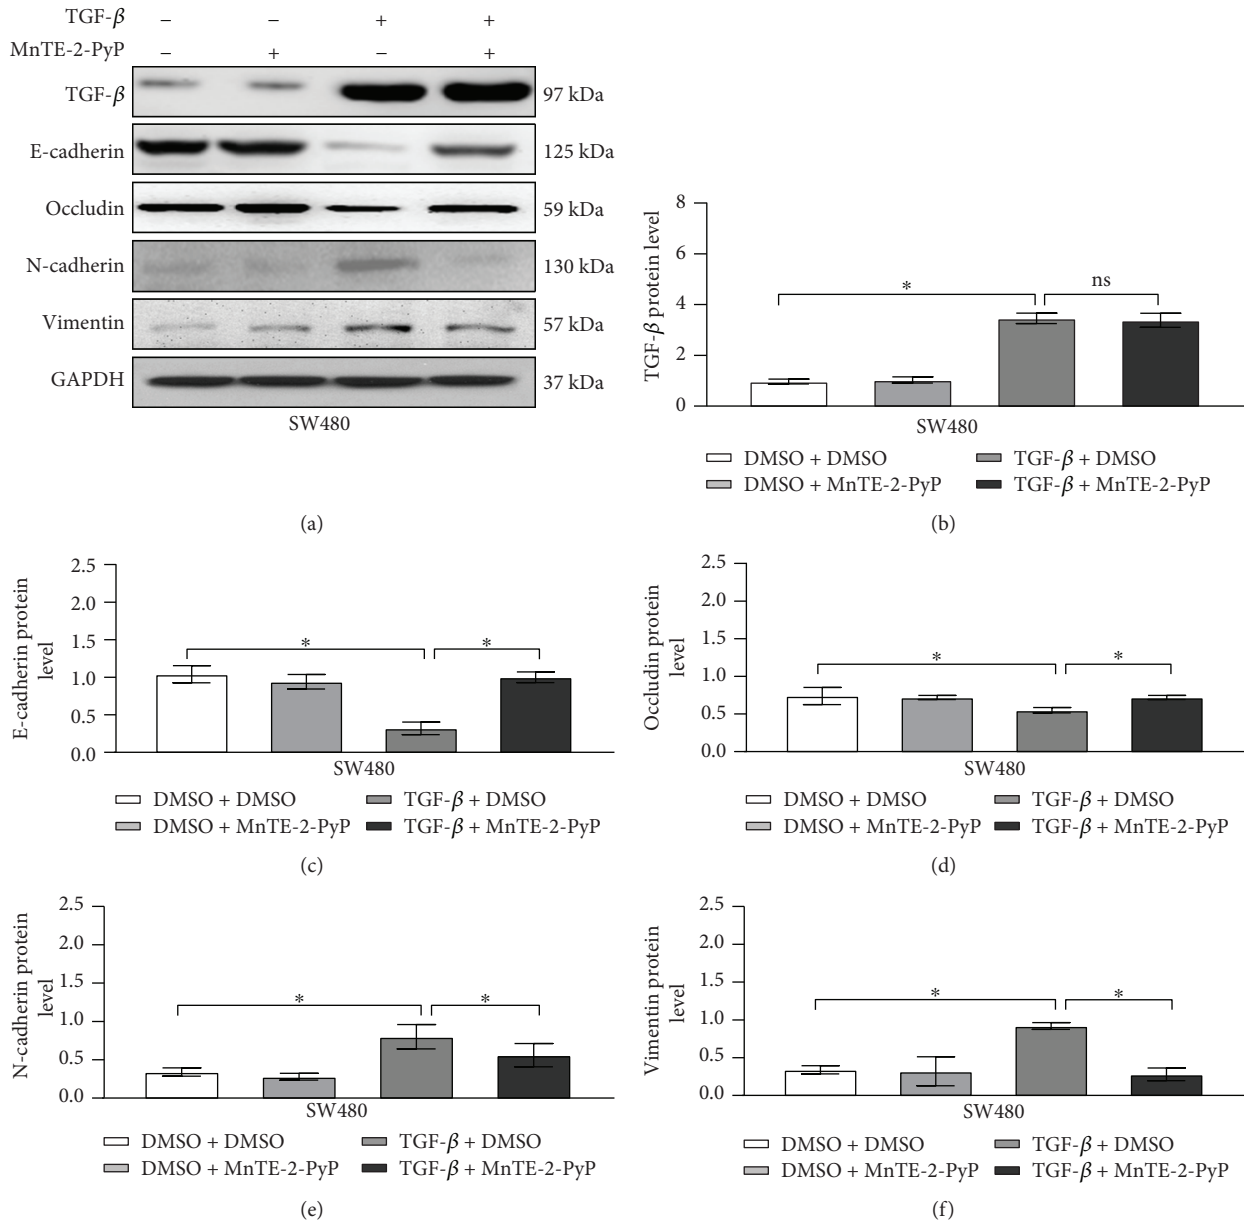 TGF-β – – + +
MnTE-2-PyP – + – +
TGF-β 97 kDa
E-cadherin 125 kDa
Occludin 59 kDa
N-cadherin 130 kDa
Vimentin 57 kDa
GAPDH 37 kDa
SW480
(a)
TGF-β protein level
8
6
4
2
0
*
ns
SW480
DMSO + DMSO
TGF-β + DMSO
DMSO + MnTE-2-PyP
TGF-β + MnTE-2-PyP
(b)
E-cadherin protein
level
2.5
2.0
1.5
1.0
0.5
0.0
*
*
SW480
DMSO + DMSO
TGF-β + DMSO
DMSO + MnTE-2-PyP
TGF-β + MnTE-2-PyP
(c)
Occludin protein
level
2.5
2.0
1.5
1.0
0.5
0.0
*
*
SW480
DMSO + DMSO
TGF-β + DMSO
DMSO + MnTE-2-PyP
TGF-β + MnTE-2-PyP
(d)
N-cadherin protein
level
2.5
2.0
1.5
1.0
0.5
0.0
*
*
SW480
DMSO + DMSO
TGF-β + DMSO
DMSO + MnTE-2-PyP
TGF-β + MnTE-2-PyP
(e)
Vimentin protein
level
2.5
2.0
1.5
1.0
0.5
0.0
*
*
SW480
DMSO + DMSO
TGF-β + DMSO
DMSO + MnTE-2-PyP
TGF-β + MnTE-2-PyP
(f)